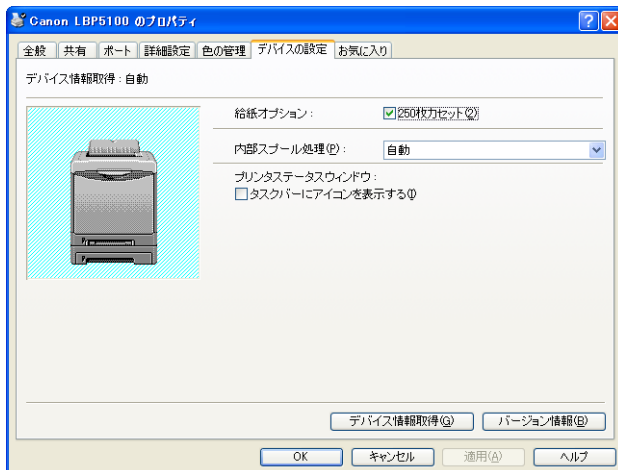 Canon LBP5100 のプロパティ
全般 共有 ポート 詳細設定 色の管理 デバイスの設定 お気に入り
デバイス情報取得：自動
給紙オプション： 250枚カセット(2)
内部スプール処理(P)： 自動
プリンタステータスウィンドウ：
タスクバーにアイコンを表示する(I)
デバイス情報取得(G) バージョン情報(B)
OK キャンセル 適用(A) ヘルプ